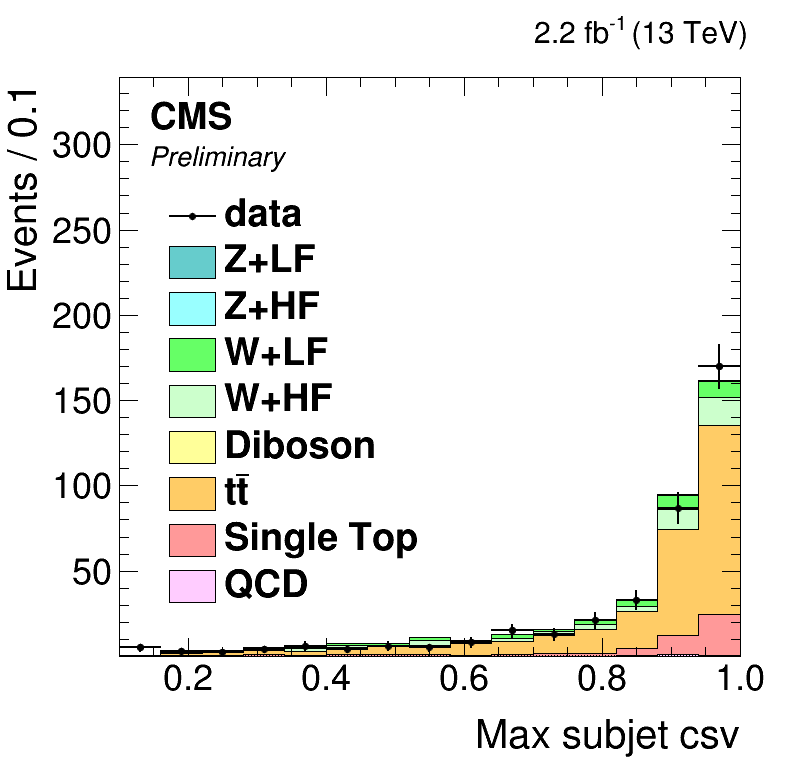 2.2 fb⁻¹ (13 TeV)
Events / 0.1
CMS
Preliminary
data
Z+LF
Z+HF
W+LF
W+HF
Diboson
tt̄
Single Top
QCD
300
250
200
150
100
50
0.2 0.4 0.6 0.8 1.0
Max subjet csv